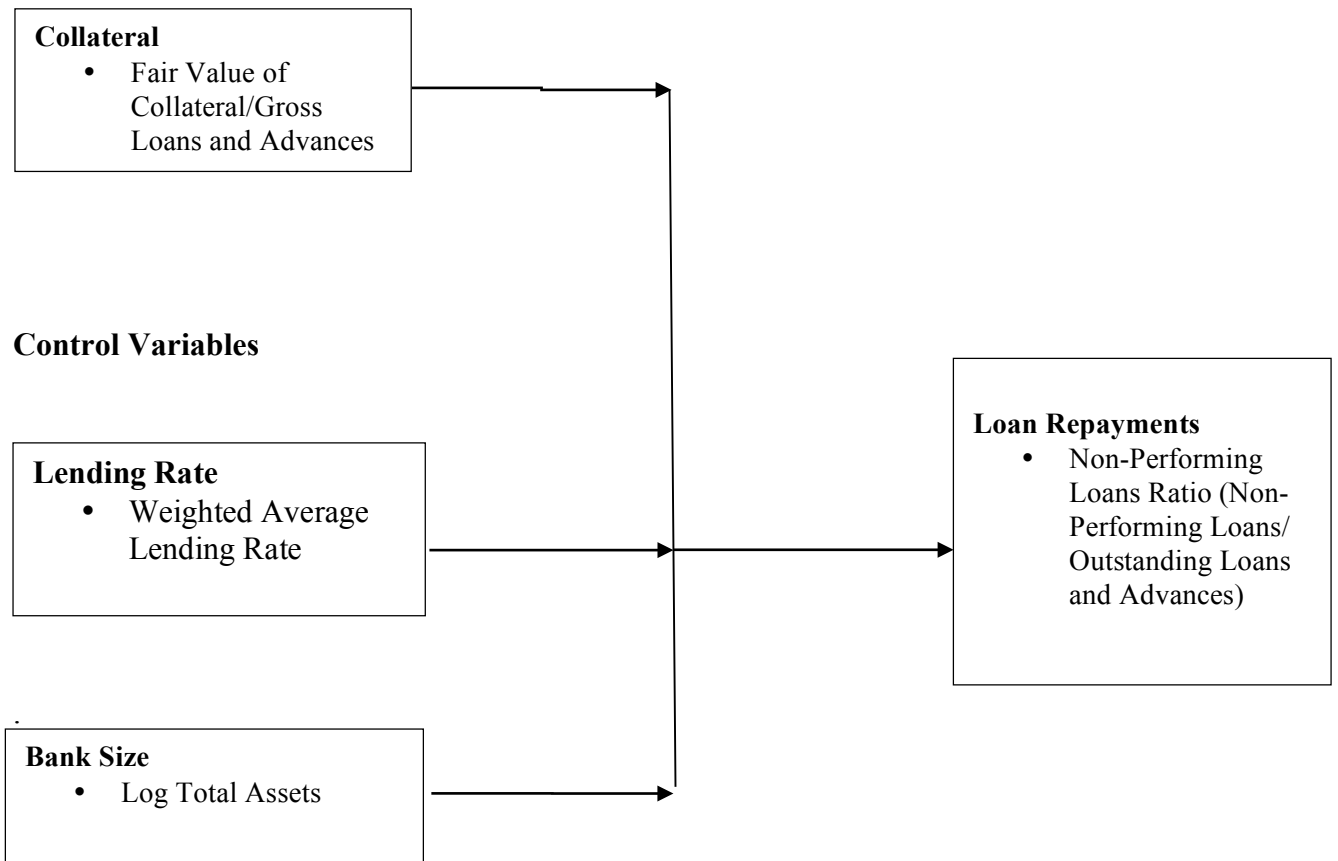 Collateral
• Fair Value of
Collateral/Gross
Loans and Advances
Control Variables
Lending Rate
• Weighted Average
Lending Rate
.
Bank Size
• Log Total Assets
Loan Repayments
• Non-Performing
Loans Ratio (Non-
Performing Loans/
Outstanding Loans
and Advances)